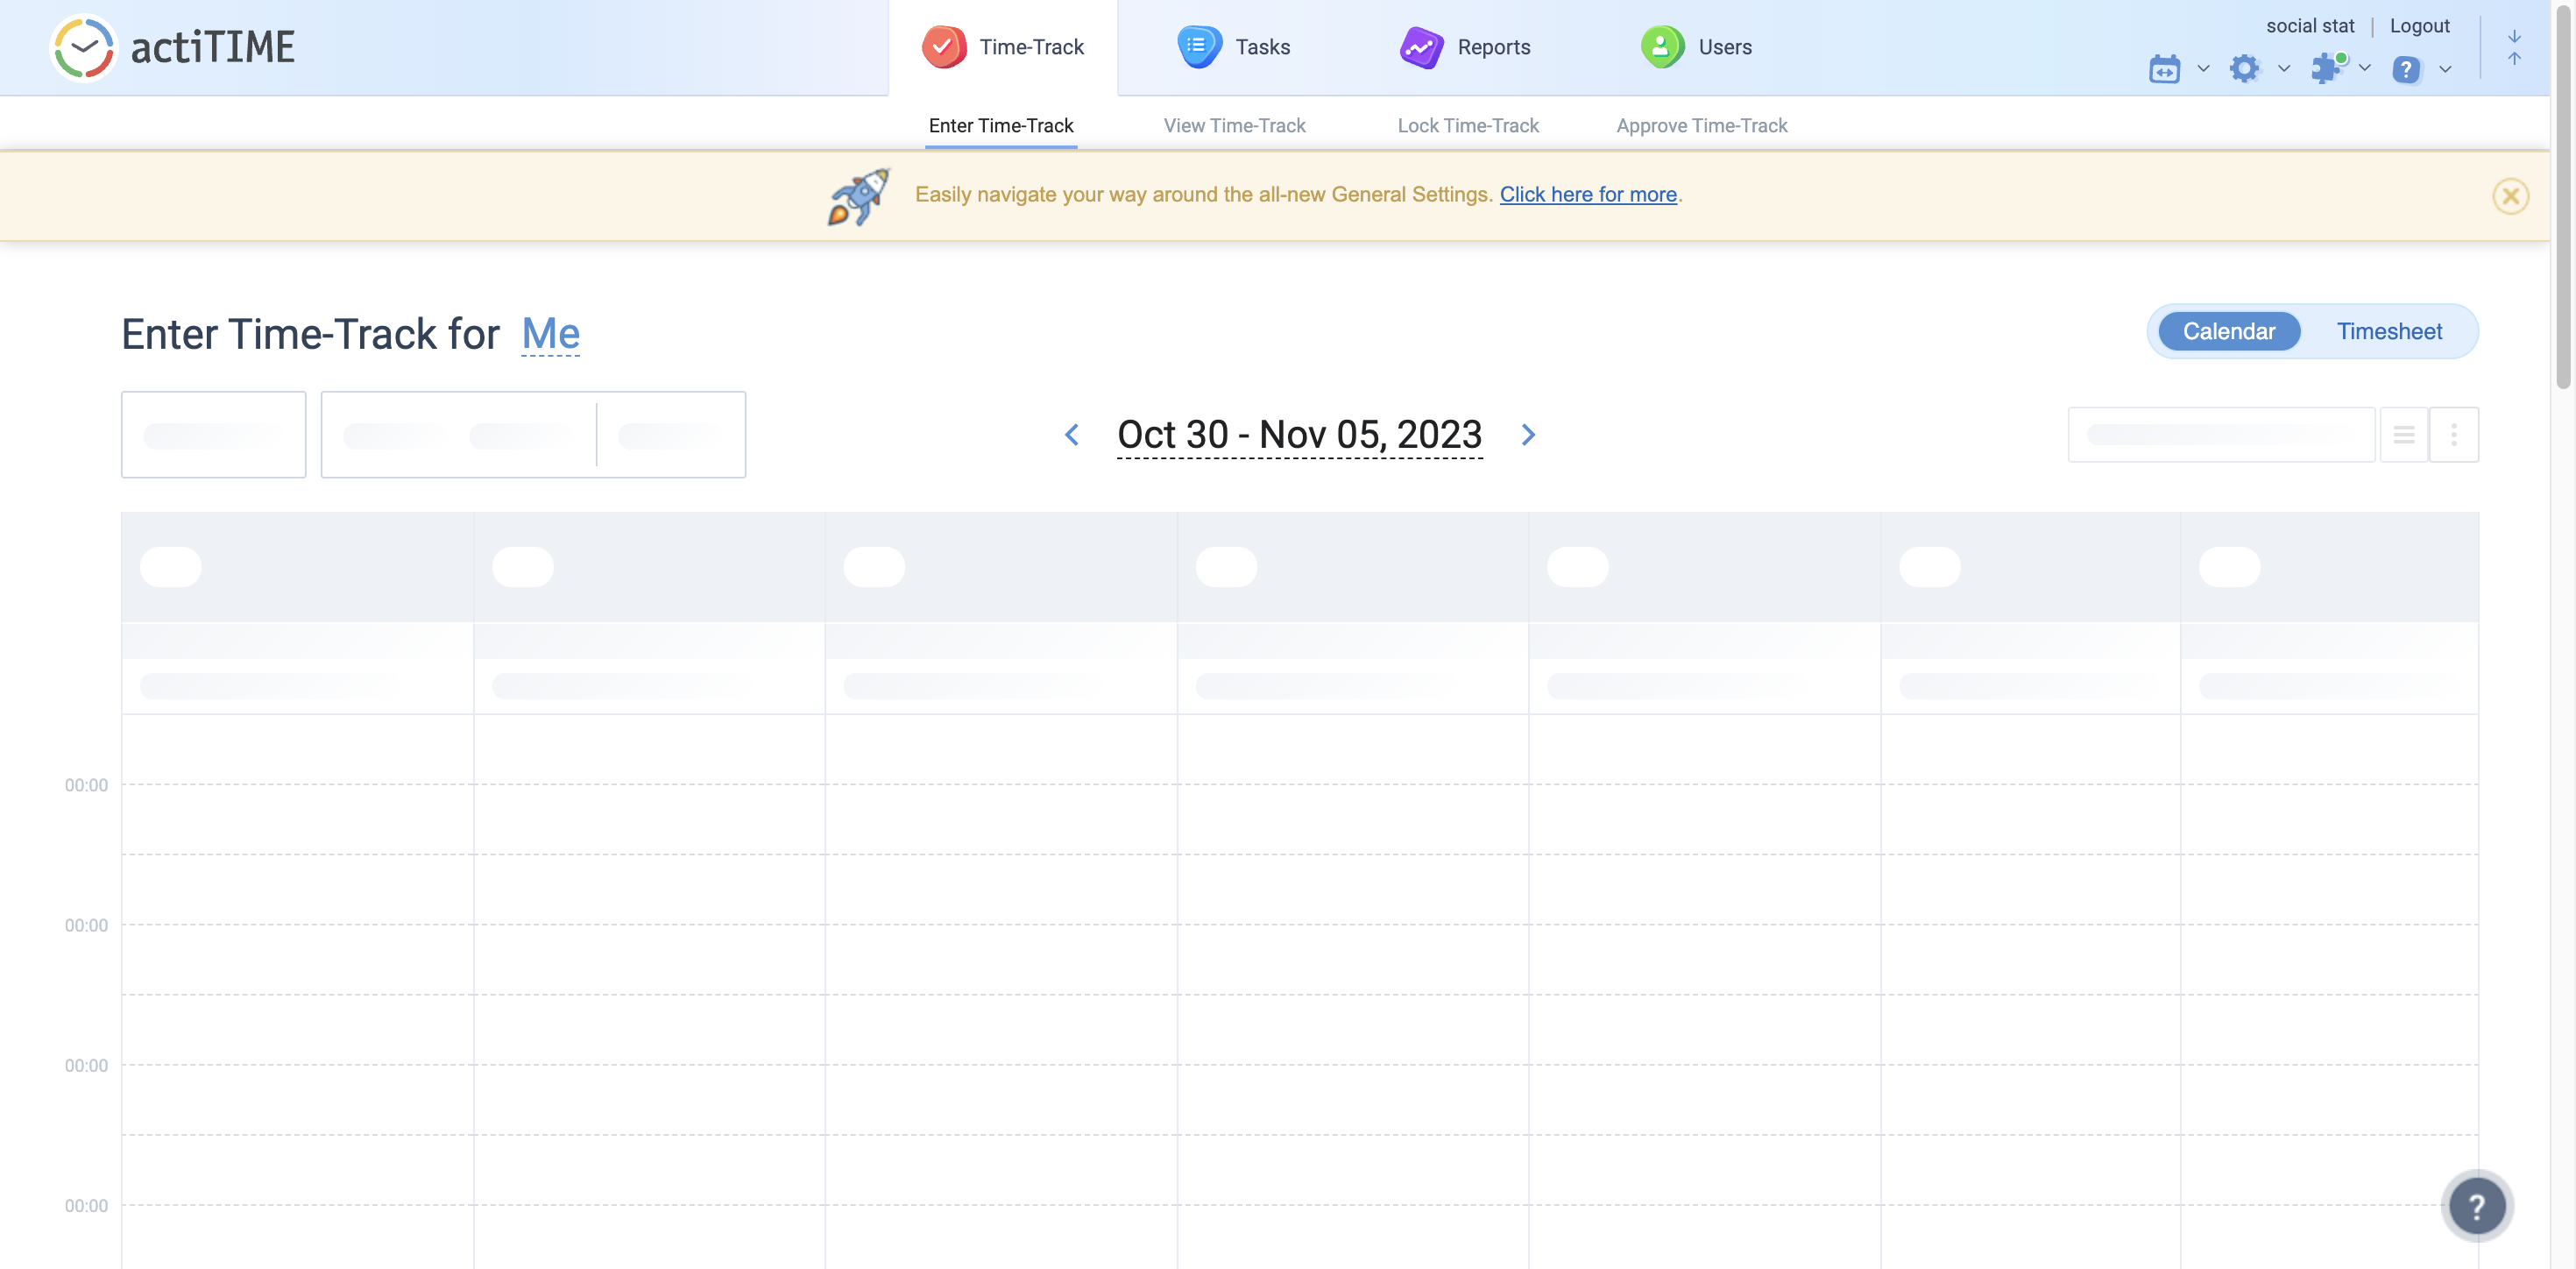 actiTIME
Time-Track
Tasks
Reports
Users
social stat | Logout
?
Enter Time-Track
View Time-Track
Lock Time-Track
Approve Time-Track
Easily navigate your way around the all-new General Settings. Click here for more.
Enter Time-Track for Me
Calendar
Timesheet
Oct 30 - Nov 05, 2023
00:00
00:00
00:00
00:00
?